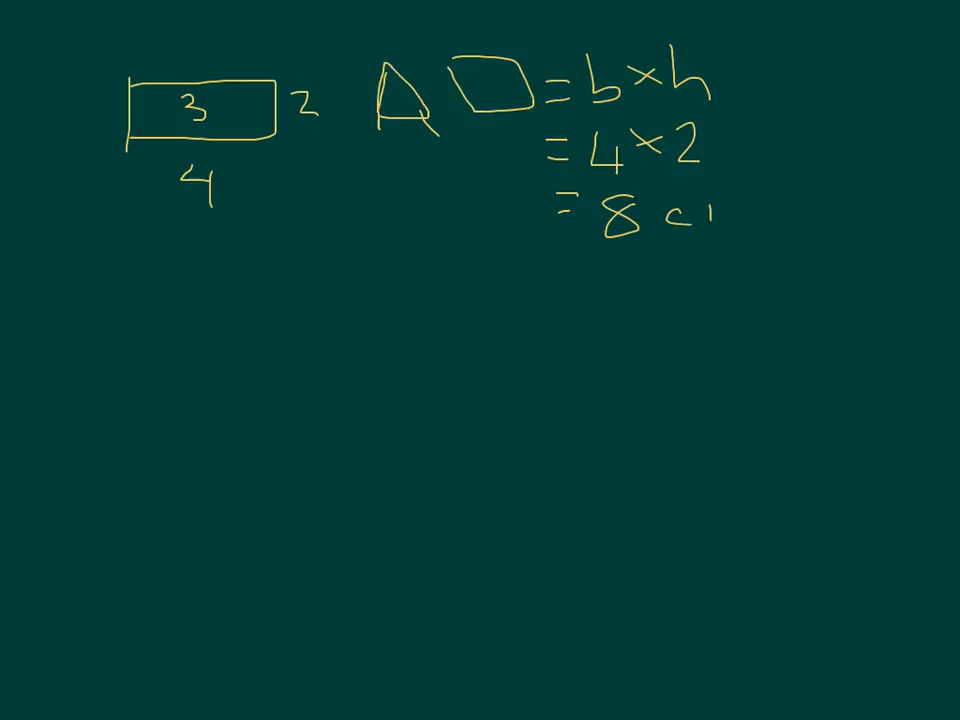 3 2
4
A ▱ = b × h
= 4 × 2
= 8 c